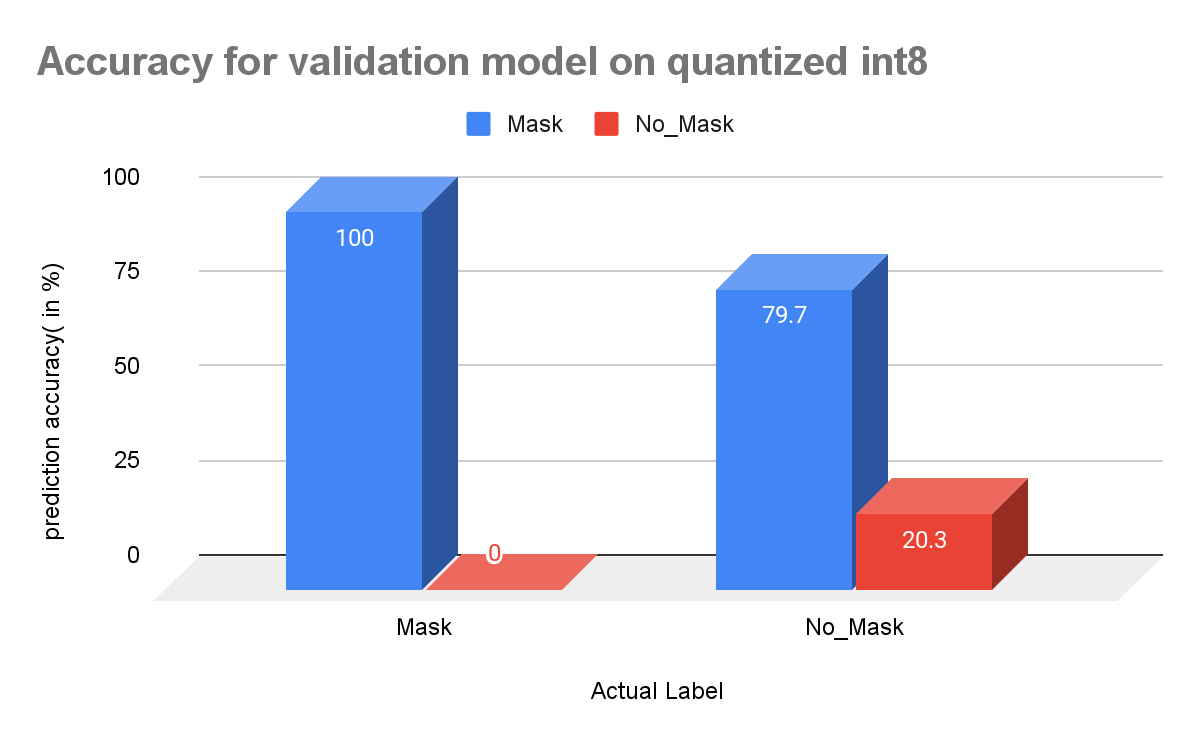 Accuracy for validation model on quantized int8
Mask No_Mask
100
75
50
25
0
prediction accuracy( in %)
100
0
79.7
20.3
Mask No_Mask
Actual Label